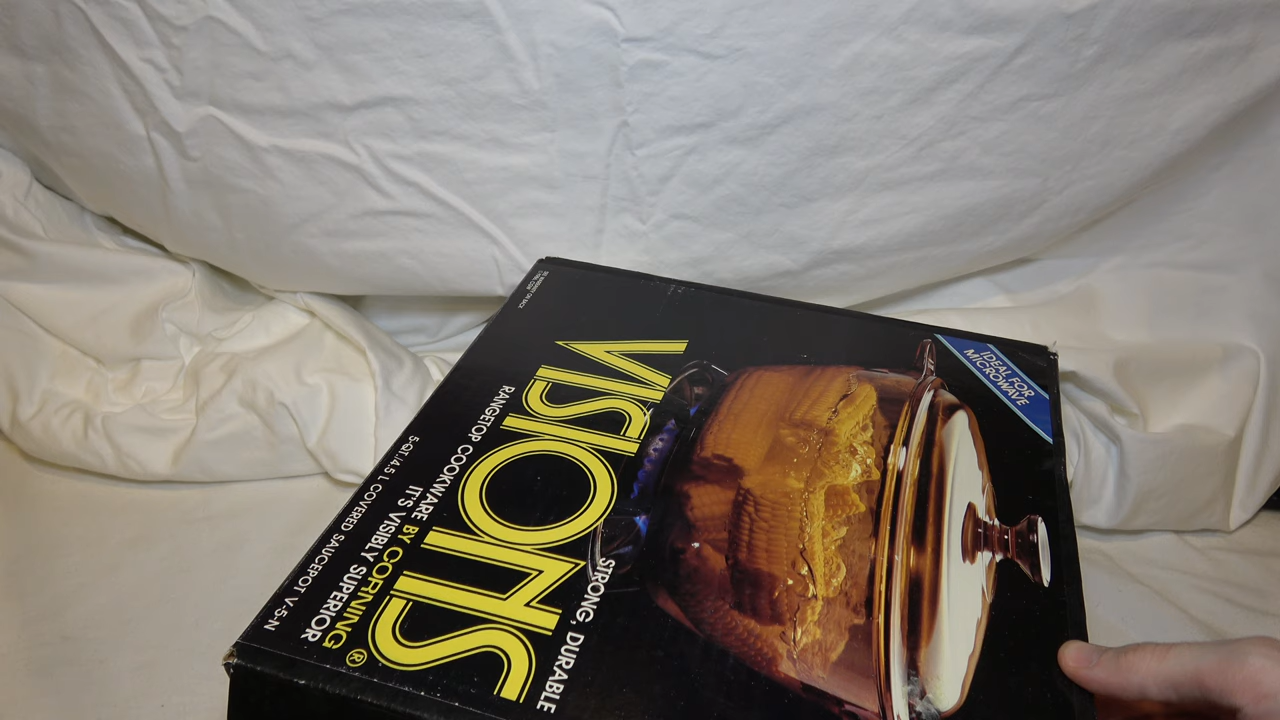 IDEAL FOR
MICROWAVE
STRONG, DURABLE
VISIONS
RANGETOP COOKWARE BY CORNING®
IT'S VISIBLY SUPERIOR
5-QT./4.5 L COVERED SAUCEPOT V-5-N